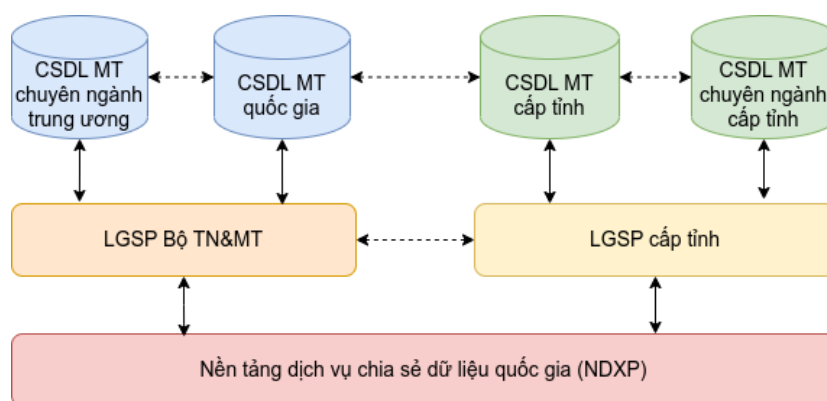 CSDL MT
chuyên ngành
trung ương
CSDL MT
quốc gia
CSDL MT
cấp tỉnh
CSDL MT
chuyên ngành
cấp tỉnh
LGSP Bộ TN&MT
LGSP cấp tỉnh
Nền tảng dịch vụ chia sẻ dữ liệu quốc gia (NDXP)